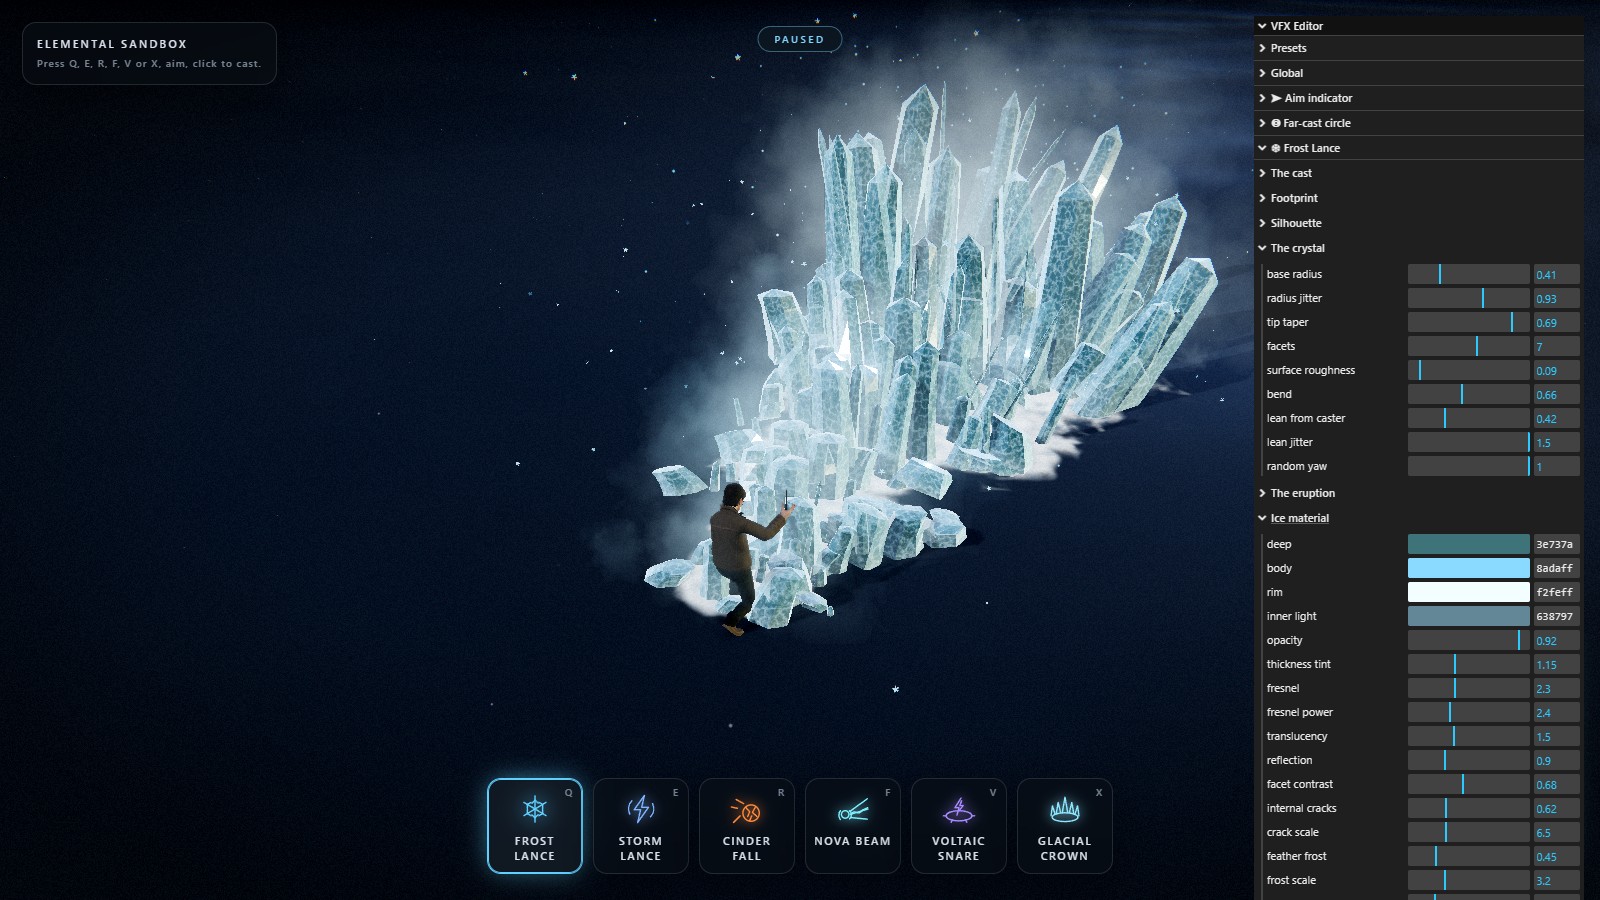 ELEMENTAL SANDBOX
Press Q, E, R, F, V or X, aim, click to cast.
PAUSED
VFX Editor
Presets
Global
Aim indicator
Far-cast circle
Frost Lance
The cast
Footprint
Silhouette
The crystal
base radius 0.41
radius jitter 0.93
tip taper 0.69
facets 7
surface roughness 0.09
bend 0.66
lean from caster 0.42
lean jitter 1.5
random yaw 1
The eruption
Ice material
deep 3e737a
body 8adaff
rim f2feff
inner light 638797
opacity 0.92
thickness tint 1.15
fresnel 2.3
fresnel power 2.4
translucency 1.5
reflection 0.9
facet contrast 0.68
internal cracks 0.62
crack scale 6.5
feather frost 0.45
frost scale 3.2
Q
FROST
LANCE
E
STORM
LANCE
R
CINDER
FALL
F
NOVA BEAM
V
VOLTAIC
SNARE
X
GLACIAL
CROWN